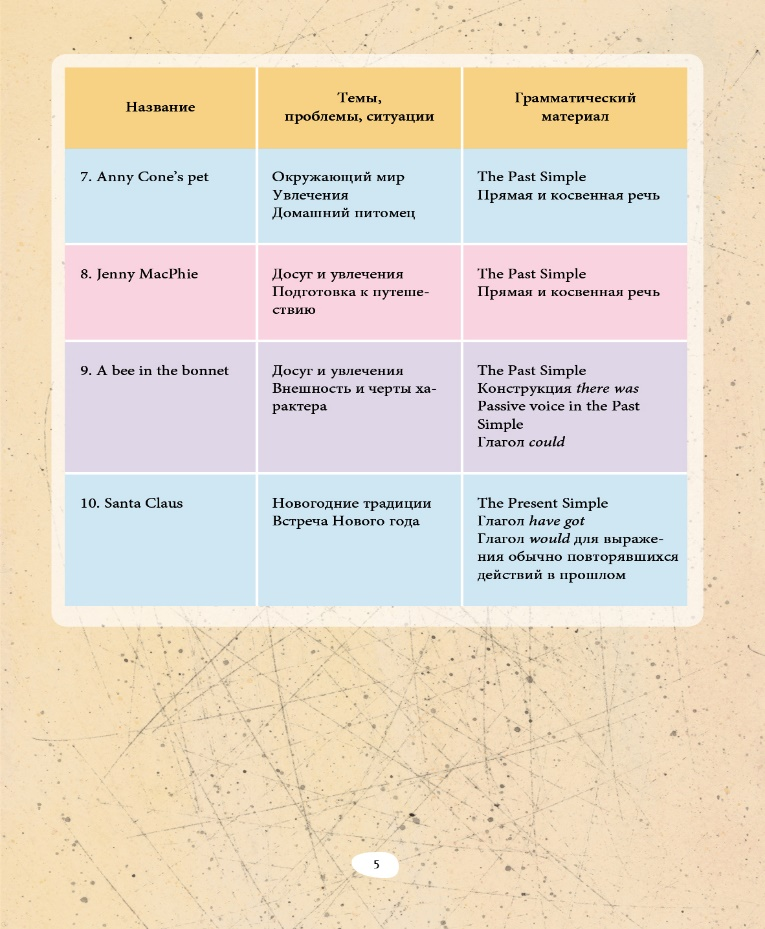 Название
Темы,
проблемы, ситуации
Грамматический
материал
7. Anny Cone’s pet
Окружающий мир
Увлечения
Домашний питомец
The Past Simple
Прямая и косвенная речь
8. Jenny MacPhie
Досуг и увлечения
Подготовка к путеше-
ствию
The Past Simple
Прямая и косвенная речь
9. A bee in the bonnet
Досуг и увлечения
Внешность и черты ха-
рактера
The Past Simple
Конструкция there was
Passive voice in the Past
Simple
Глагол could
10. Santa Claus
Новогодние традиции
Встреча Нового года
The Present Simple
Глагол have got
Глагол would для выраже-
ния обычно повторявшихся
действий в прошлом
5